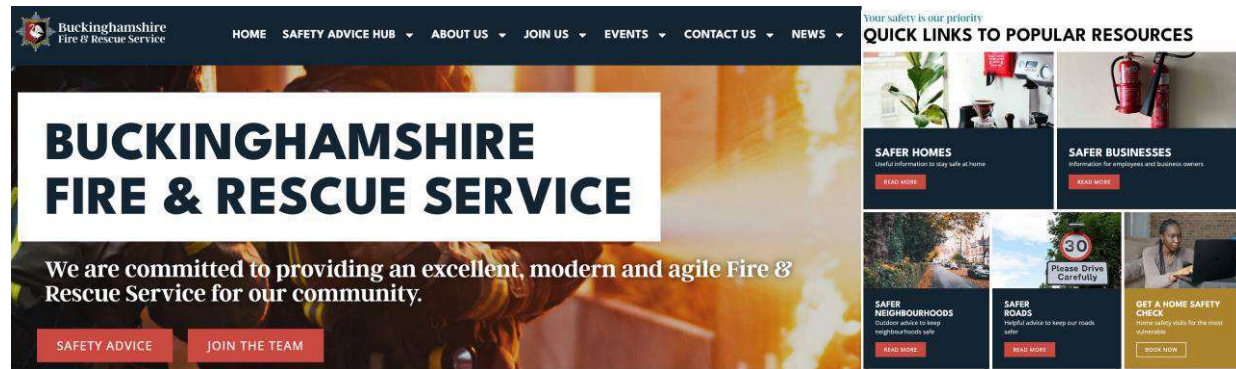 Buckinghamshire
Fire & Rescue Service
HOME SAFETY ADVICE HUB ABOUT US JOIN US EVENTS CONTACT US NEWS
BUCKINGHAMSHIRE
FIRE & RESCUE SERVICE
We are committed to providing an excellent, modern and agile Fire &
Rescue Service for our community.
SAFETY ADVICE JOIN THE TEAM
Your safety is our priority
QUICK LINKS TO POPULAR RESOURCES
SAFER HOMES
Useful information to stay safe at home
READ MORE
SAFER BUSINESSES
Information for employees and business owners
READ MORE
SAFER
NEIGHBOURHOODS
Outdoor advice to keep
neighbourhoods safe
READ MORE
30
Please Drive
Carefully
SAFER
ROADS
Helpful advice to keep our roads
safer
READ MORE
GET A HOME SAFETY
CHECK
Home safety visits for the most
vulnerable
BOOK NOW